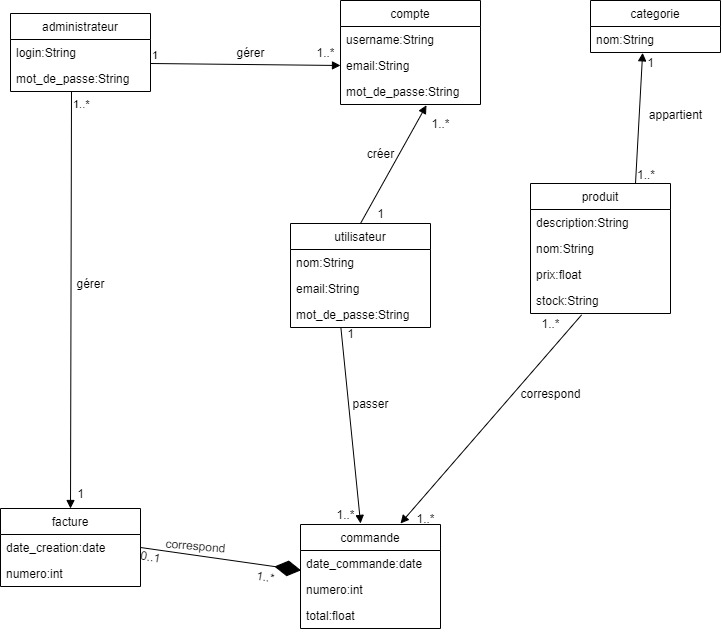 administrateur
login:String
mot_de_passe:String
1
gérer
1..*
compte
username:String
email:String
mot_de_passe:String
categorie
nom:String
1
appartient
1..*
1..*
1..*
créer
1
utilisateur
nom:String
email:String
mot_de_passe:String
1
produit
description:String
nom:String
prix:float
stock:String
1..*
gérer
passer
correspond
1
1..*
1..*
facture
date_creation:date
numero:int
correspond
0..1
1..*
commande
date_commande:date
numero:int
total:float